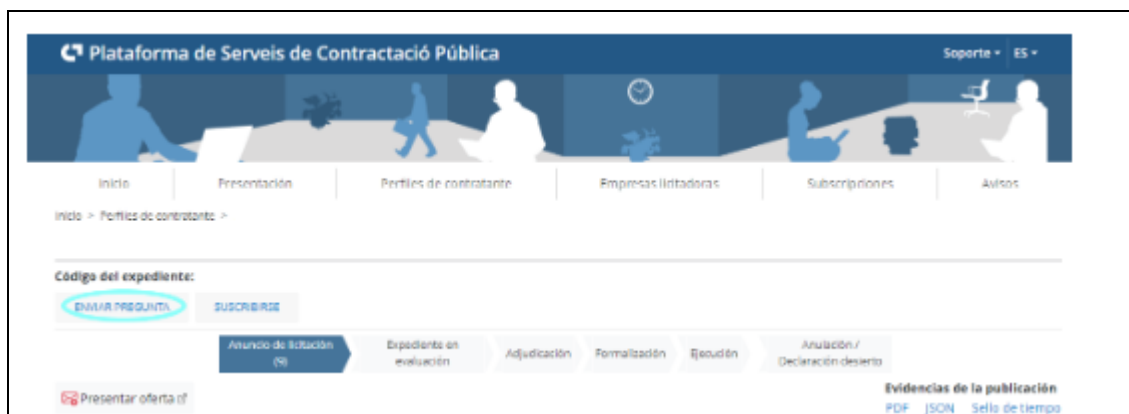 Plataforma de Serveis de Contractació Pública
Soporte ES
Inicio Presentación Perfiles de contratante Empresas licitadoras Subscripciones Avisos
Inicio > Perfiles de contratante >
Código del expediente:
ENVIAR PREGUNTA SUSCRIBIRSE
Anuncio de licitación (9)
Expediente en evaluación
Adjudicación
Formalización
Ejecución
Anulación / Declaración desierto
Presentar oferta
Evidencias de la publicación
PDF JSON Sello de tiempo